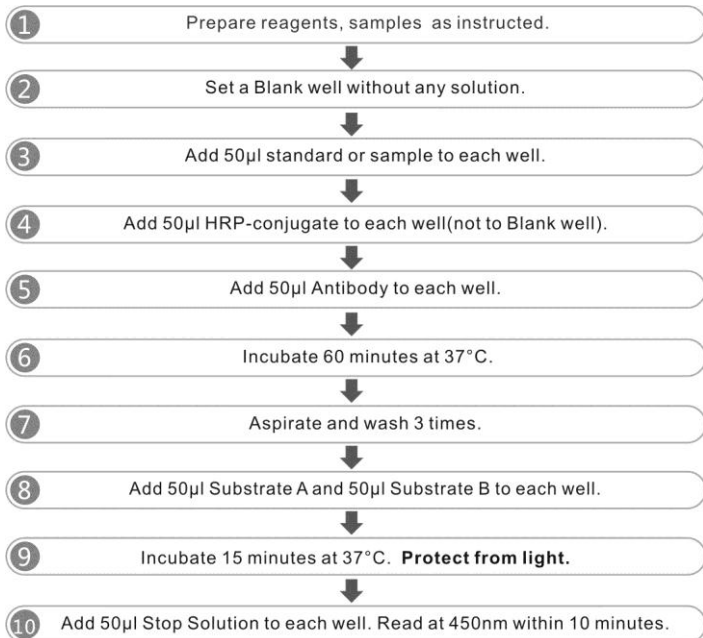 1 Prepare reagents, samples as instructed.
2 Set a Blank well without any solution.
3 Add 50μl standard or sample to each well.
4 Add 50μl HRP-conjugate to each well(not to Blank well).
5 Add 50μl Antibody to each well.
6 Incubate 60 minutes at 37°C.
7 Aspirate and wash 3 times.
8 Add 50μl Substrate A and 50μl Substrate B to each well.
9 Incubate 15 minutes at 37°C. Protect from light.
10 Add 50μl Stop Solution to each well. Read at 450nm within 10 minutes.